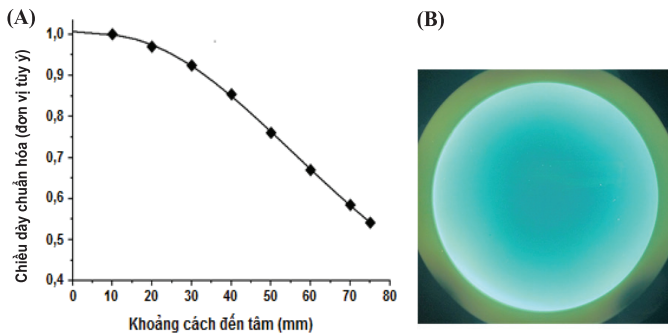 (A)
(B)
Chiều dày chuẩn hóa (đơn vị tùy ý)
1,0
0,9
0,8
0,7
0,6
0,5
0,4
0 10 20 30 40 50 60 70 80
Khoảng cách đến tâm (mm)